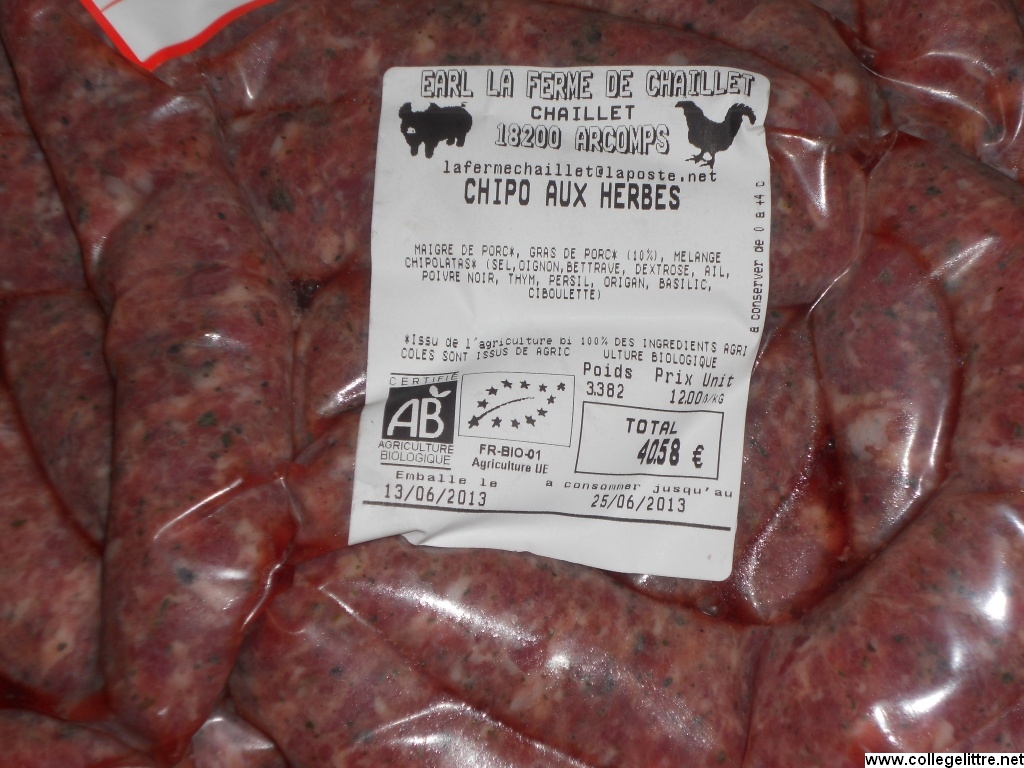 EARL LA FERME DE CHAILLET
CHAILLET
18200 ARCOMPS
lafermechaillet@laposte.net
CHIPO AUX HERBES
MAIGRE DE PORC*, GRAS DE PORC* (10%), MELANGE
CHIPOLATAS* (SEL,OIGNON,BETTRAVE, DEXTROSE, AIL,
POIVRE NOIR, THYM, PERSIL, ORIGAN, BASILIC,
CIBOULETTE)
a conserver de 0 a +4 c
*Issu de l'agriculture bi 100% DES INGREDIENTS AGRI
COLES SONT ISSUS DE AGRIC ULTURE BIOLOGIQUE
Poids Prix Unit
3.382 12.00/KG
CERTIFIÉ
AB
AGRICULTURE
BIOLOGIQUE
FR-BIO-01
Agriculture UE
TOTAL
40.58 €
Emballe le a consommer jusqu'au
13/06/2013 25/06/2013
www.collegelittre.net